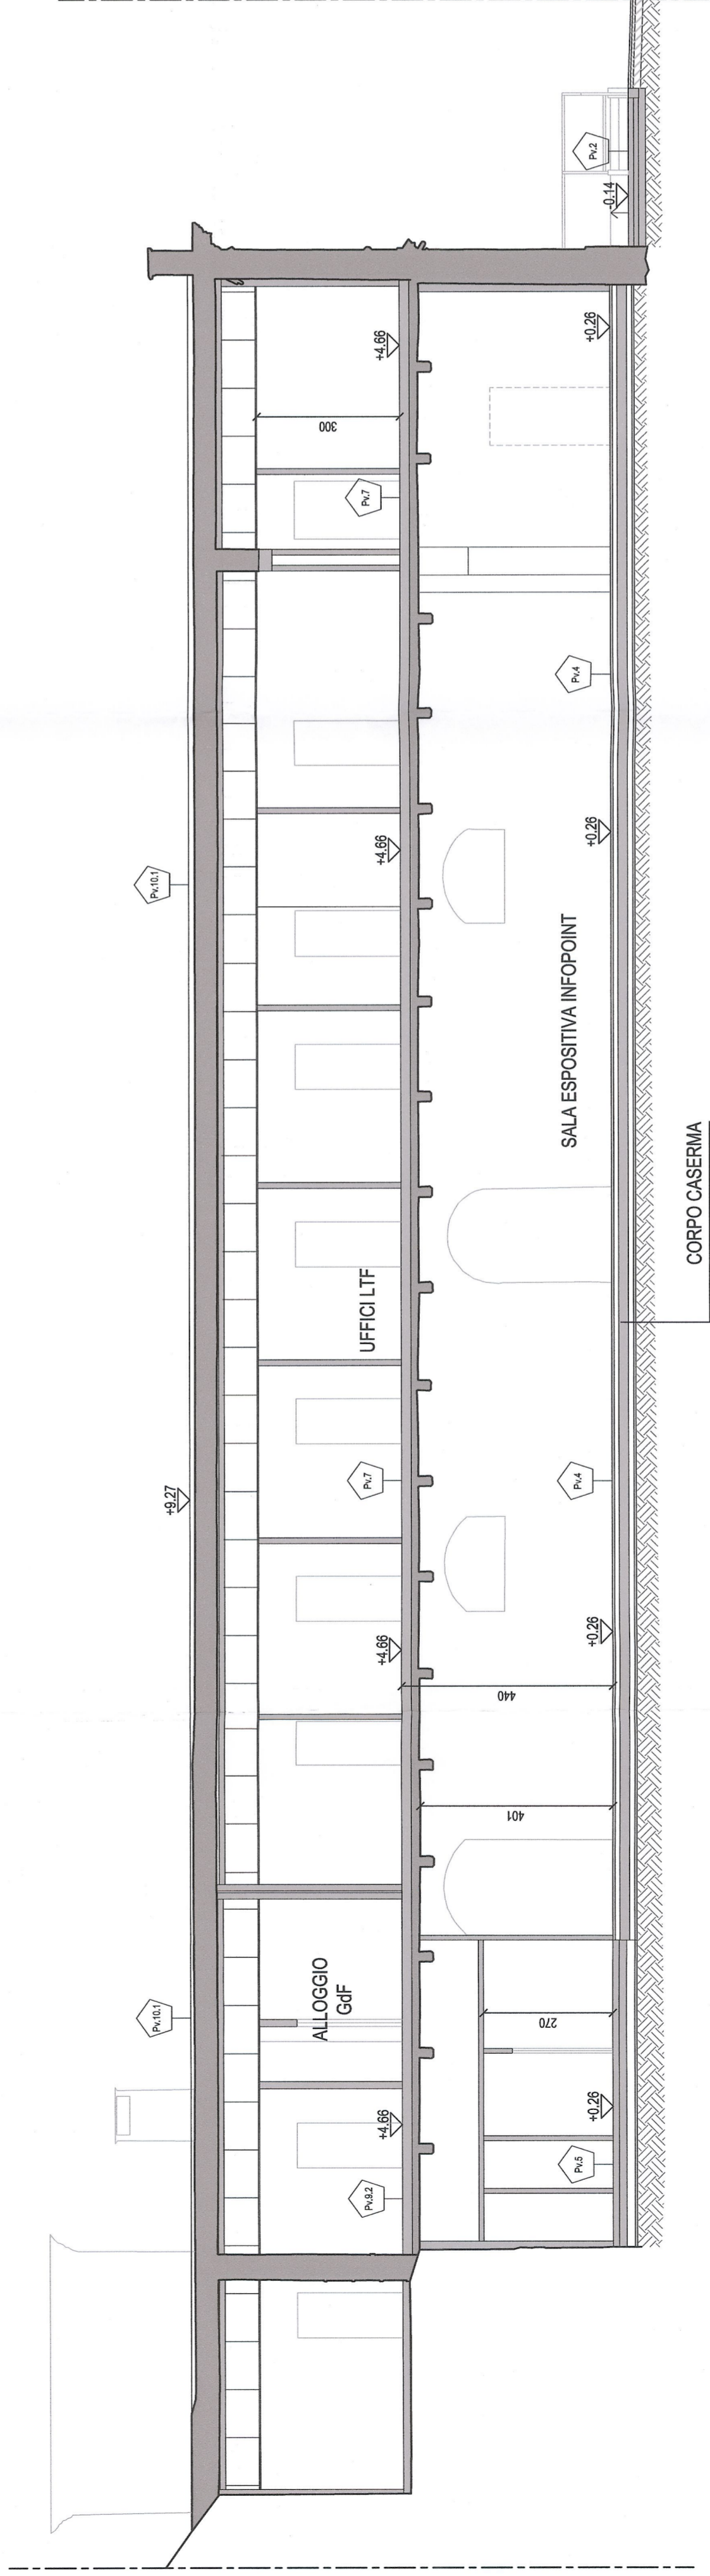 Pv.10.1
Pv.10.1
+9.27
ALLOGGIO
GdF
300
UFFICI LTF
Pv.9.2
Pv.7
Pv.7
+4.66
+4.66
+4.66
+4.66
440
401
270
SALA ESPOSITIVA INFOPOINT
Pv.5
Pv.4
Pv.4
Pv.2
+0.26
+0.26
+0.26
+0.26
-0.14
CORPO CASERMA